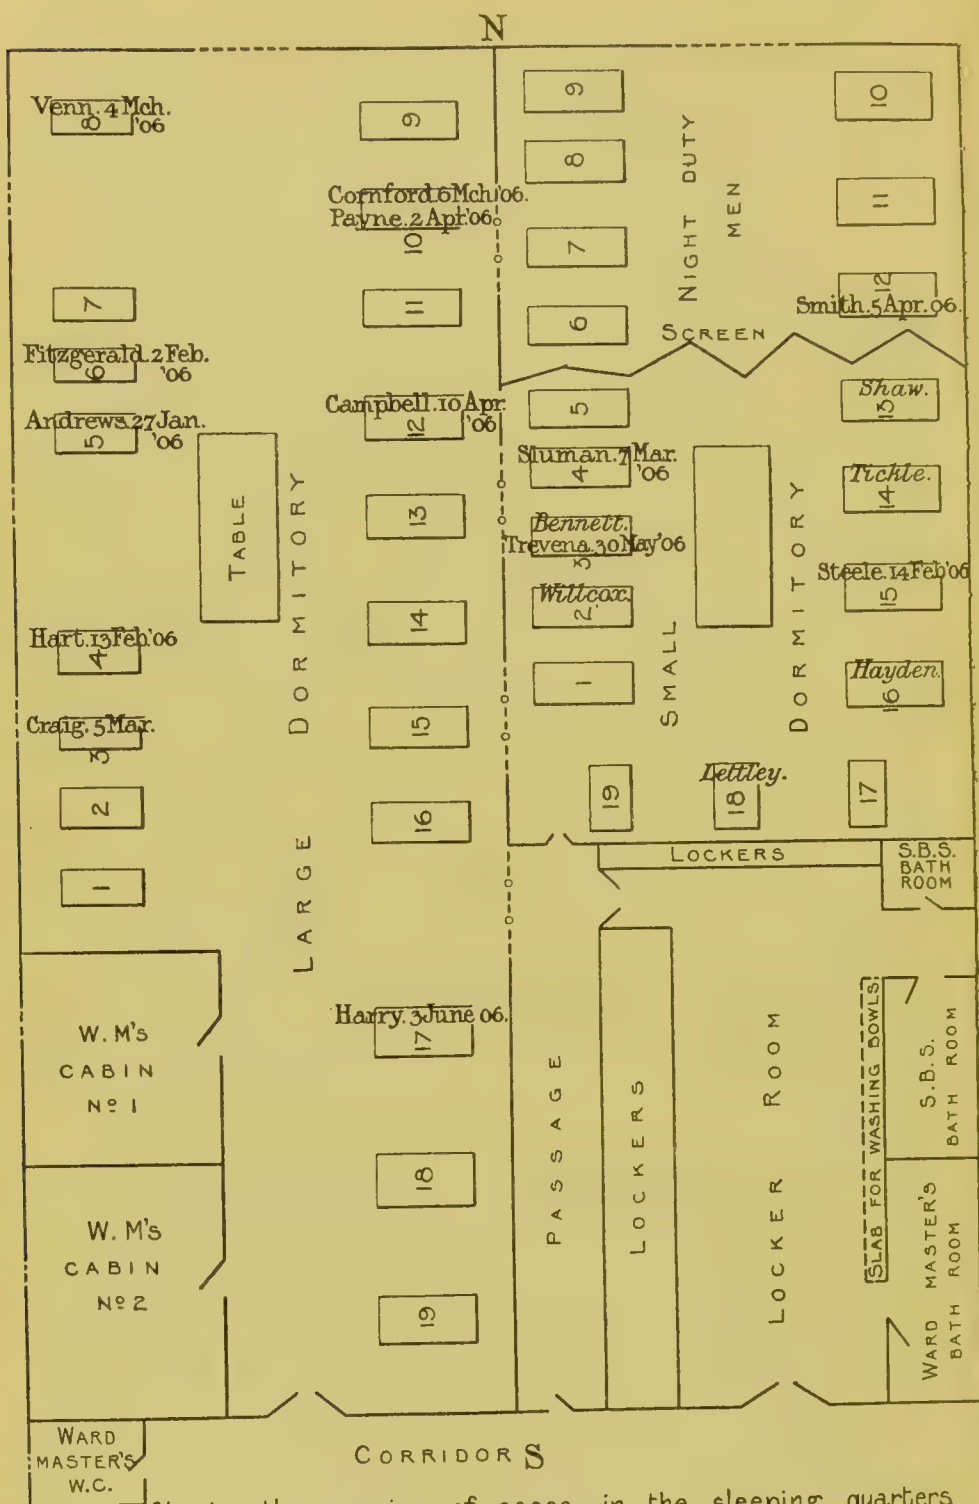 N
Venn. 4 Mch.
'06
8
9
Cornford. 6 Mch. '06.
Payne. 2 Apr. '06.
10
7
11
Fitzgerald. 2 Feb.
'06
6
Andrews. 27 Jan.
'06
5
Campbell. 10 Apr.
'06
12
TABLE
13
Hart. 13 Feb. '06
4
14
Craig. 5 Mar.
3
15
2
16
1
LARGE DORMITORY
W. M's
CABIN
Nº 1
Harry. 3 June 06.
17
W. M's
CABIN
Nº 2
18
19
9
10
8
11
7
12
Smith. 5 Apr. 06.
6
NIGHT DUTY
MEN
SCREEN
5
Shaw.
13
Sluman. 7 Mar.
'06
4
Tickle.
14
Bennett.
Trevena. 30 May '06
3
Steele. 14 Feb '06
15
Willcox.
2
1
Hayden.
16
SMALL DORMITORY
19
Lettley.
18
17
LOCKERS
S.B.S.
BATH
ROOM
PASSAGE
LOCKERS
LOCKER ROOM
SLAB FOR WASHING BOWLS
S.B.S.
BATH ROOM
WARD MASTER'S
BATH ROOM
WARD
MASTER'S
W.C.
CORRIDOR S
in the sleeping quarters